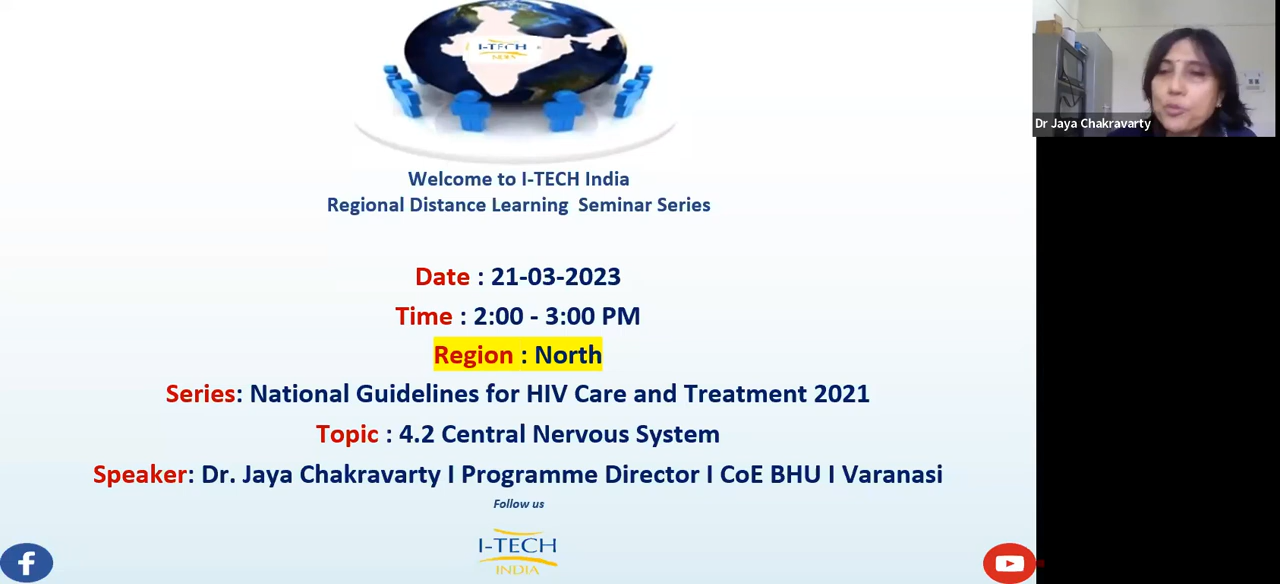 I-TECH
INDIA
Dr Jaya Chakravarty
Welcome to I-TECH India
Regional Distance Learning  Seminar Series
Date : 21-03-2023
Time : 2:00 - 3:00 PM
Region : North
Series: National Guidelines for HIV Care and Treatment 2021
Topic : 4.2 Central Nervous System
Speaker: Dr. Jaya Chakravarty I Programme Director I CoE BHU I Varanasi
Follow us
I-TECH
INDIA